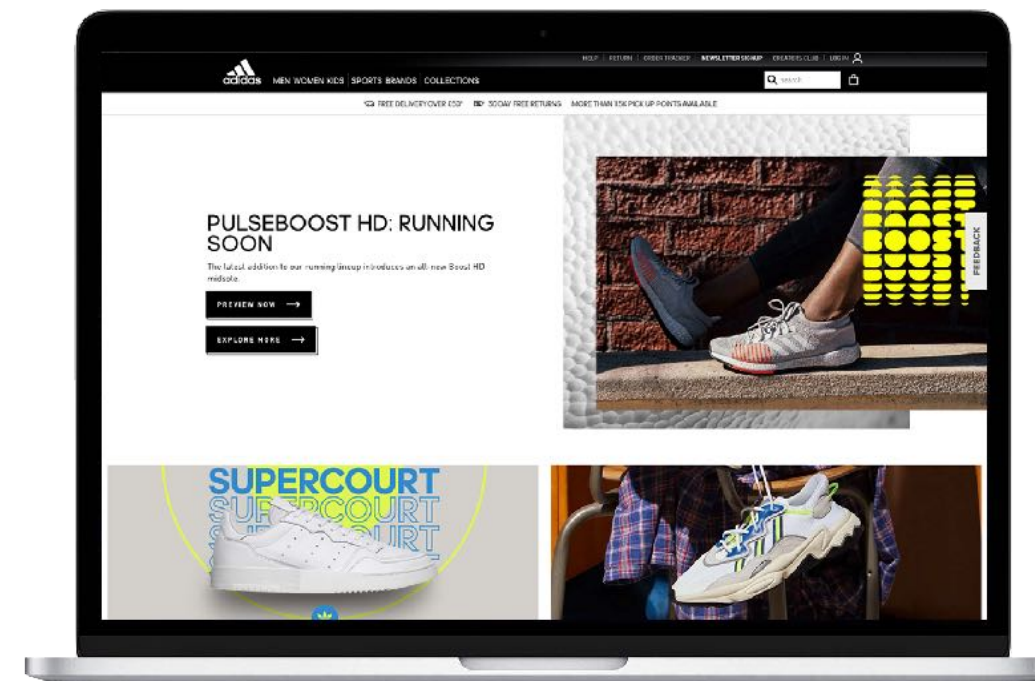 HELP | RETURN | ORDER TRACKER | NEWSLETTER SIGNUP | CREATORS CLUB | LOG IN
adidas MEN WOMEN KIDS | SPORTS BRANDS | COLLECTIONS
search
FREE DELIVERY OVER £50* 30 DAY FREE RETURNS MORE THAN 15K PICK UP POINTS AVAILABLE
PULSEBOOST HD: RUNNING
SOON
The latest addition to our running lineup introduces an all-new Boost HD
midsole.
PREVIEW NOW
EXPLORE MORE
BOOST
FEEDBACK
SUPERCOURT
SUPERCOURT
SUPERCOURT